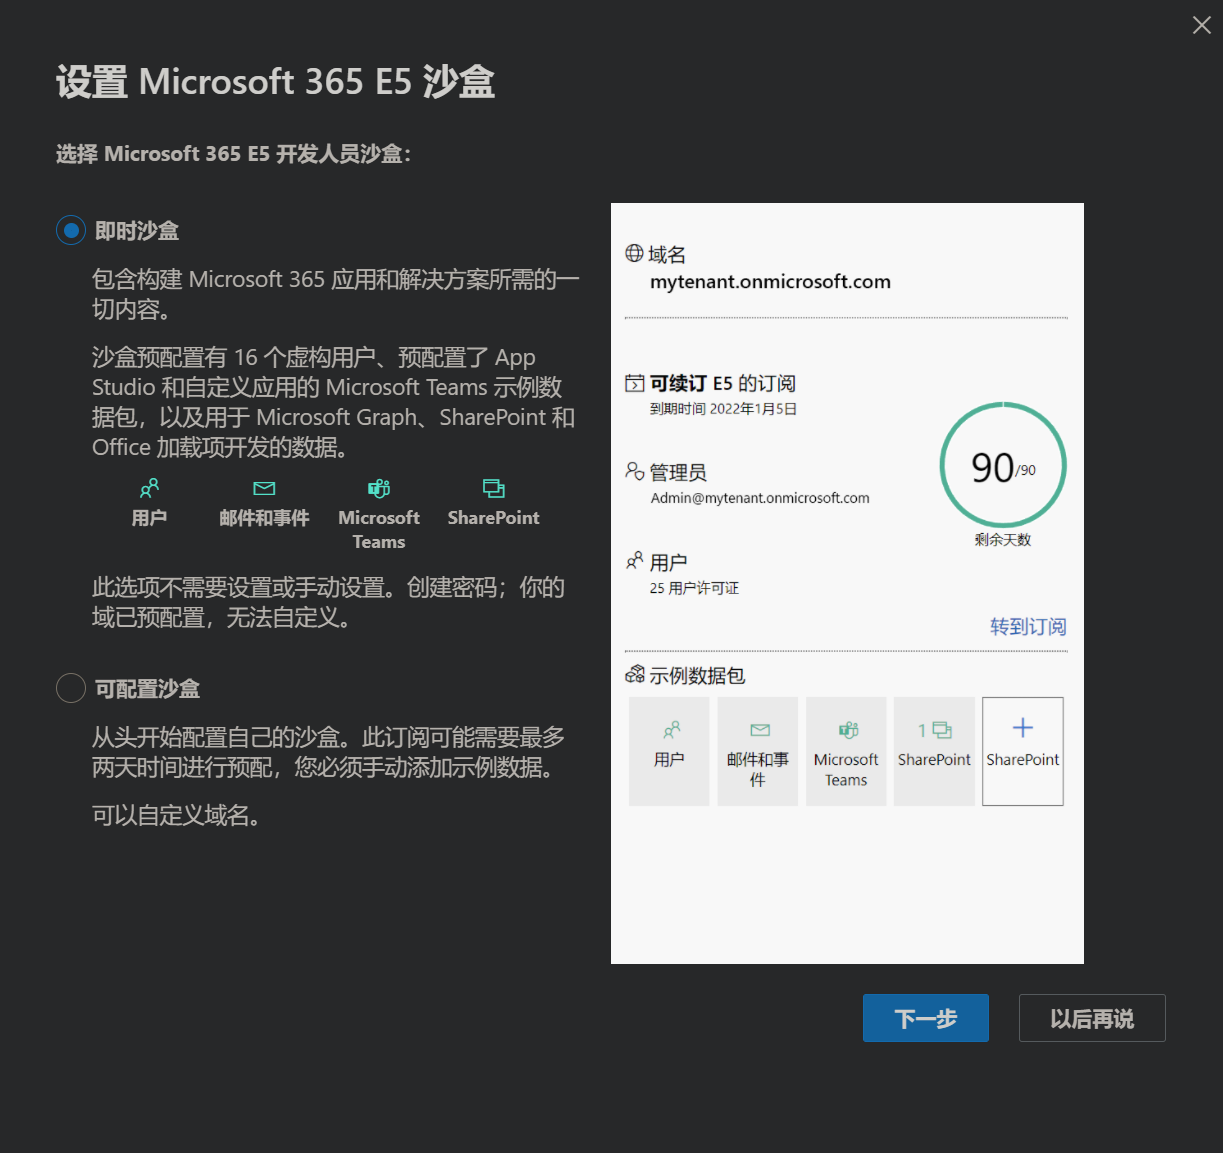 设置 Microsoft 365 E5 沙盒
选择 Microsoft 365 E5 开发人员沙盒：
即时沙盒
包含构建 Microsoft 365 应用和解决方案所需的一
切内容。
沙盒预配置有 16 个虚构用户、预配置了 App
Studio 和自定义应用的 Microsoft Teams 示例数
据包，以及用于 Microsoft Graph、SharePoint 和
Office 加载项开发的数据。
用户
邮件和事件
Microsoft
Teams
SharePoint
此选项不需要设置或手动设置。创建密码；你的
域已预配置，无法自定义。
可配置沙盒
从头开始配置自己的沙盒。此订阅可能需要最多
两天时间进行预配，您必须手动添加示例数据。
可以自定义域名。
域名
mytenant.onmicrosoft.com
可续订 E5 的订阅
到期时间 2022年1月5日
90/90
剩余天数
管理员
Admin@mytenant.onmicrosoft.com
用户
25 用户许可证
转到订阅
示例数据包
用户
邮件和事
件
Microsoft
Teams
1
SharePoint
SharePoint
下一步
以后再说